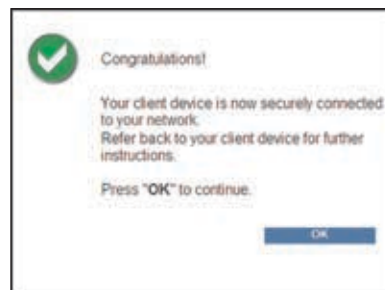 Congratulations!
Your client device is now securely connected
to your network.
Refer back to your client device for further
instructions.
Press "OK" to continue.
OK